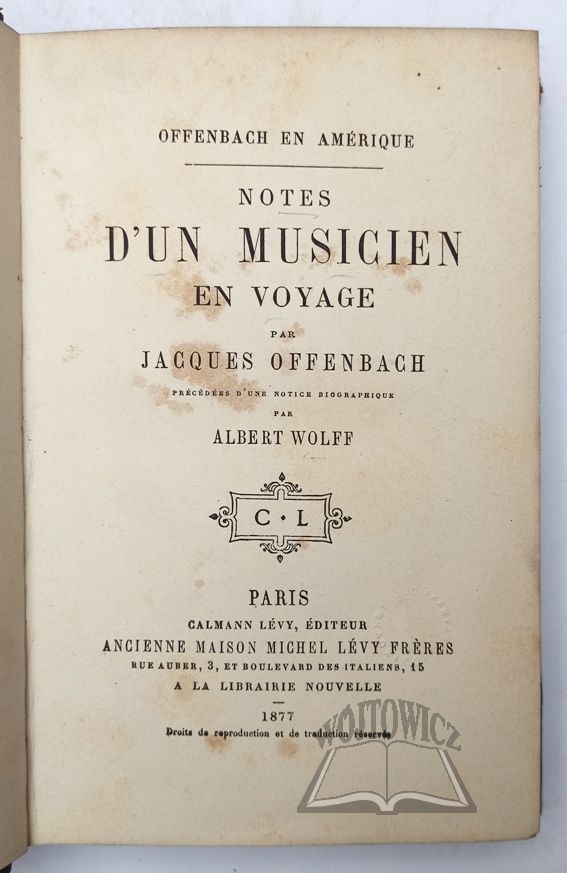 OFFENBACH EN AMÉRIQUE
NOTES
D'UN MUSICIEN
EN VOYAGE
PAR
JACQUES OFFENBACH
PRÉCÉDÉES D'UNE NOTICE BIOGRAPHIQUE
PAR
ALBERT WOLFF
C · L
PARIS
CALMANN LÉVY, ÉDITEUR
ANCIENNE MAISON MICHEL LÉVY FRÈRES
RUE AUBER, 3, ET BOULEVARD DES ITALIENS, 15
A LA LIBRAIRIE NOUVELLE
1877
Droits de reproduction et de traduction réservés
WOJTOWICZ